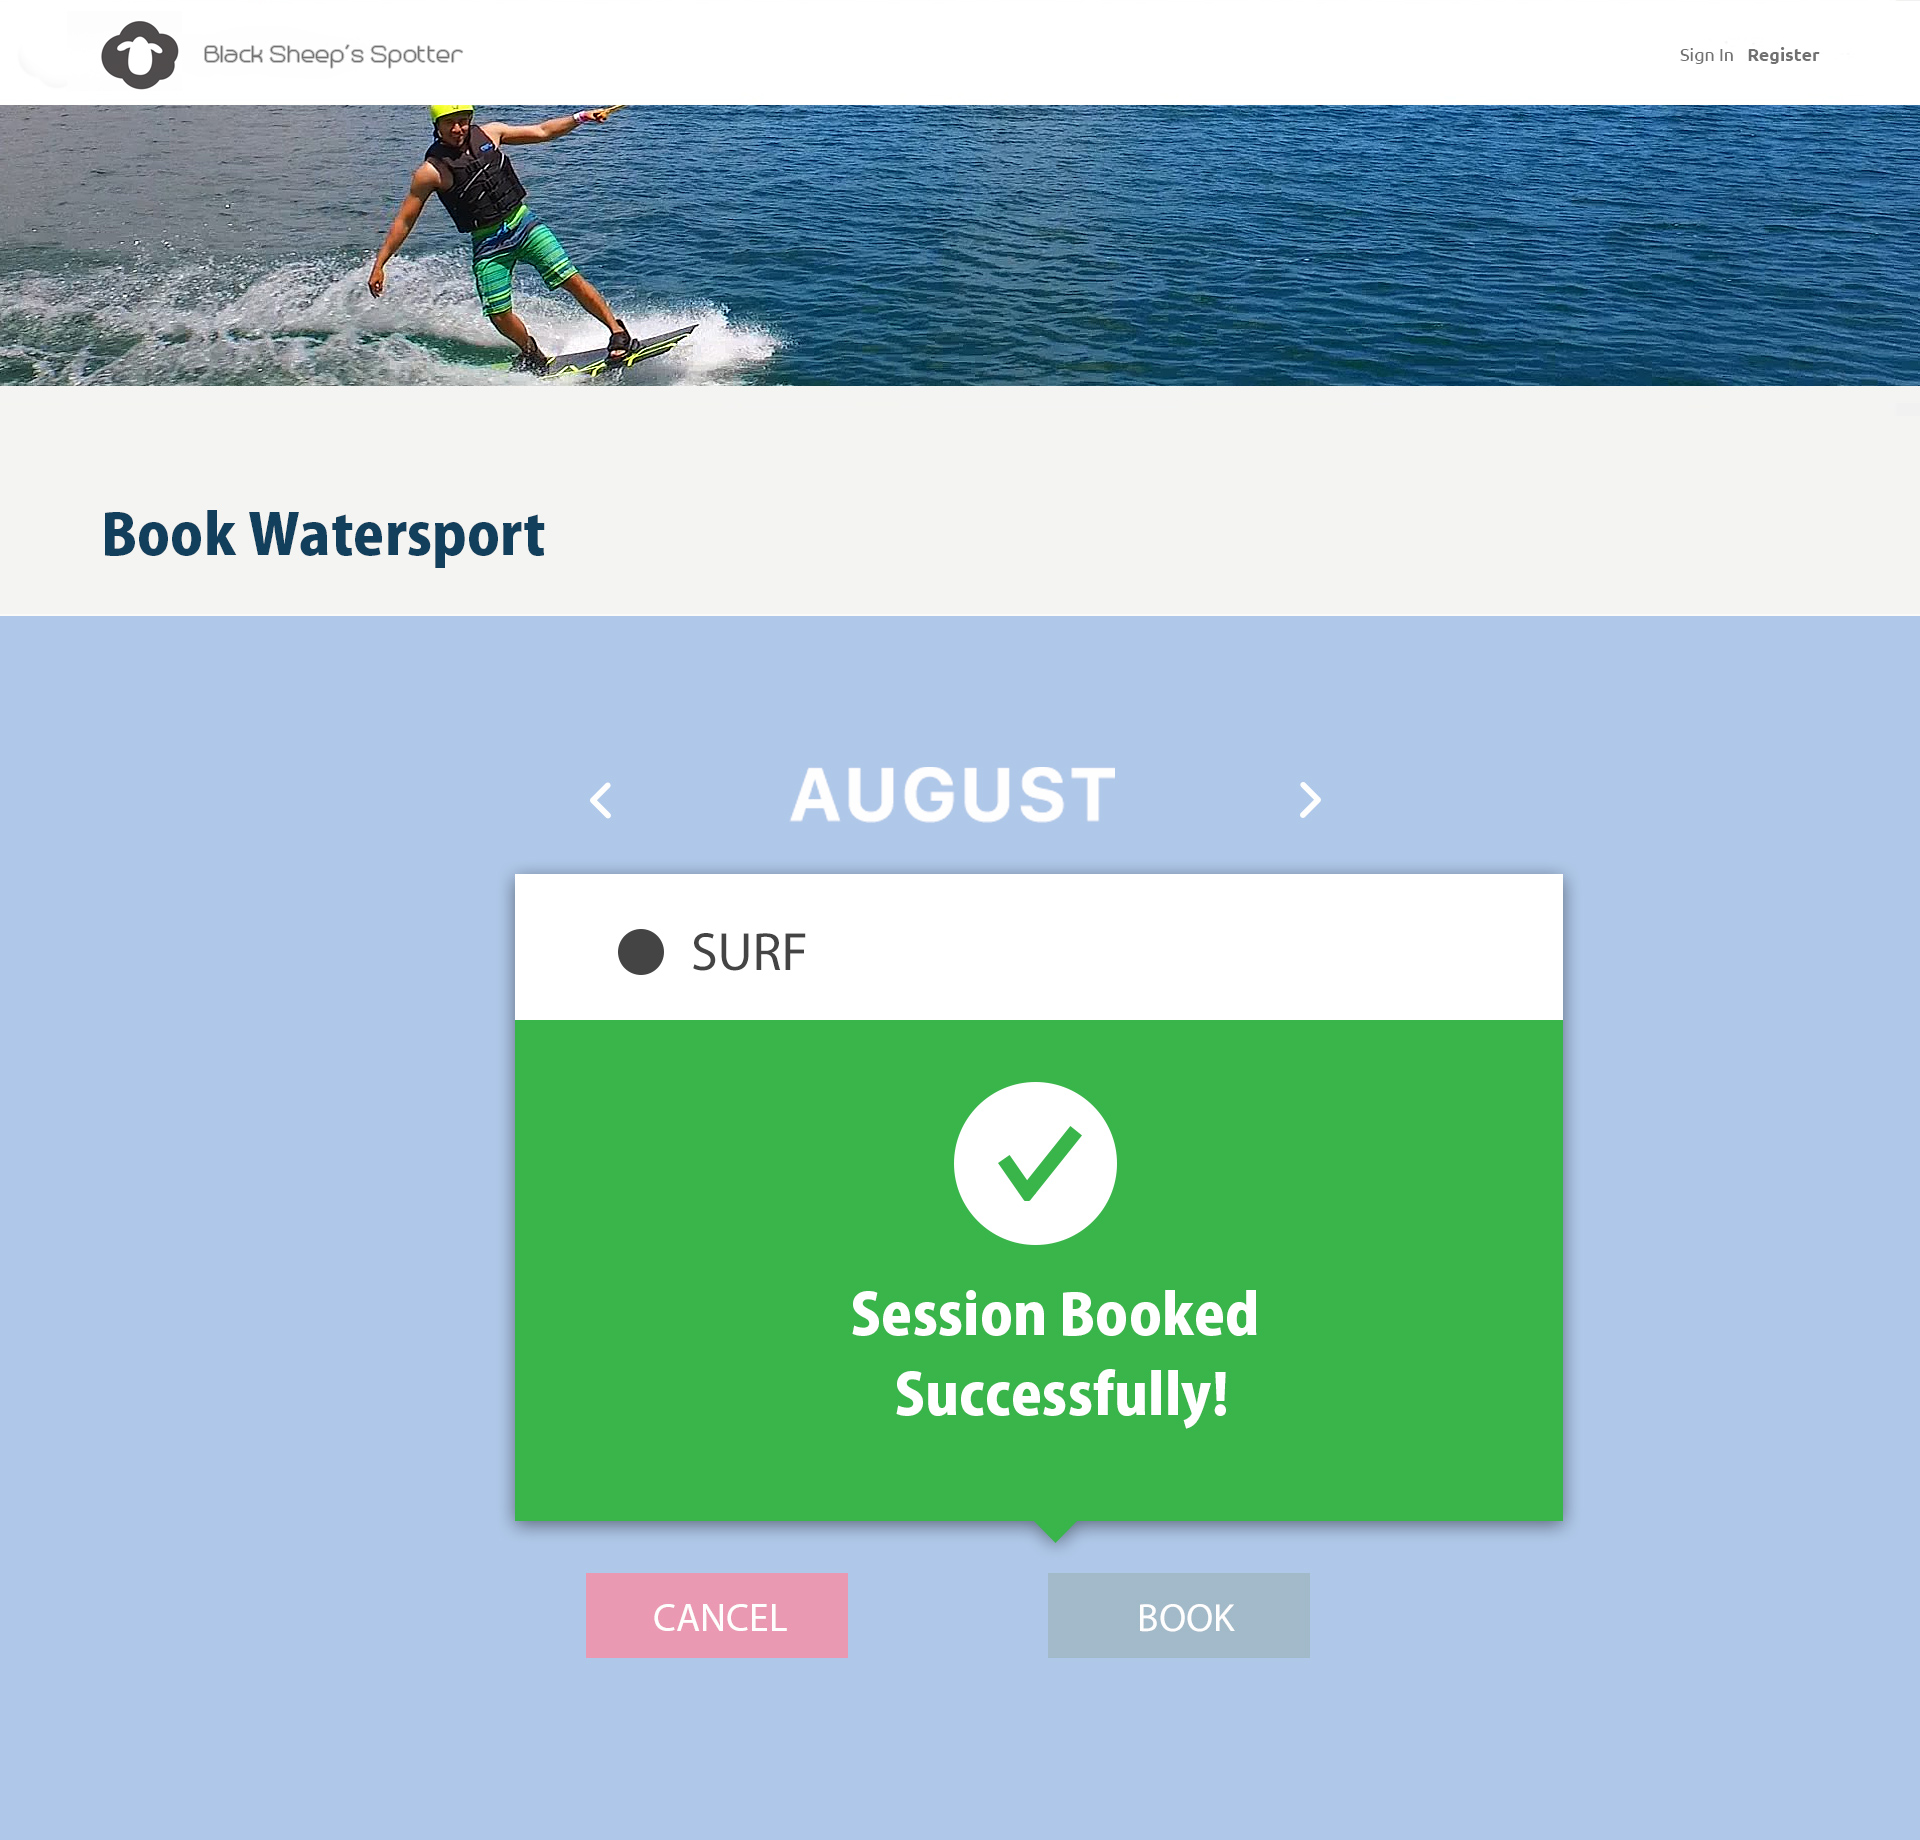 Black Sheep's Spotter
Sign In Register
Book Watersport
AUGUST
SURF
Session Booked
Successfully!
CANCEL
BOOK